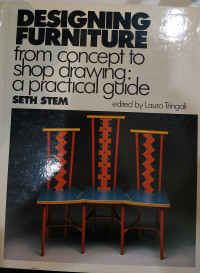 DESIGNING
FURNITURE
from concept to
shop drawing:
a practical guide
SETH STEM
edited by Laura Tringali